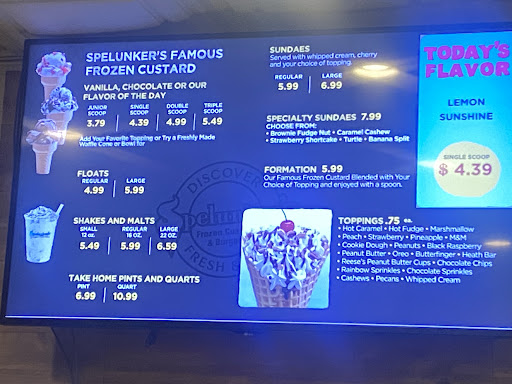 SPELUNKER'S FAMOUS
FROZEN CUSTARD
VANILLA, CHOCOLATE OR OUR
FLAVOR OF THE DAY
JUNIOR SCOOP 3.79
SINGLE SCOOP 4.39
DOUBLE SCOOP 4.99
TRIPLE SCOOP 5.49
Add Your Favorite Topping or Try a Freshly Made
Waffle Cone or Bowl for
FLOATS
REGULAR 4.99
LARGE 5.99
SHAKES AND MALTS
SMALL 12 oz. 5.49
REGULAR 16 OZ. 5.99
LARGE 22 OZ. 6.59
TAKE HOME PINTS AND QUARTS
PINT 6.99
QUART 10.99
SUNDAES
Served with whipped cream, cherry
and your choice of topping.
REGULAR 5.99
LARGE 6.99
SPECIALTY SUNDAES 7.99
CHOOSE FROM:
• Brownie Fudge Nut • Caramel Cashew
• Strawberry Shortcake • Turtle • Banana Split
FORMATION 5.99
Our Famous Frozen Custard Blended with Your
Choice of Topping and enjoyed with a spoon.
TOPPINGS .75 ea.
• Hot Caramel • Hot Fudge • Marshmallow
• Peach • Strawberry • Pineapple • M&M
• Cookie Dough • Peanuts • Black Raspberry
• Peanut Butter • Oreo • Butterfinger • Heath Bar
• Reese's Peanut Butter Cups • Chocolate Chips
• Rainbow Sprinkles • Chocolate Sprinkles
• Cashews • Pecans • Whipped Cream
TODAY'S
FLAVOR
LEMON
SUNSHINE
SINGLE SCOOP
$ 4.39
DISCOVER
Frozen Cust
& Burge
FRESH &